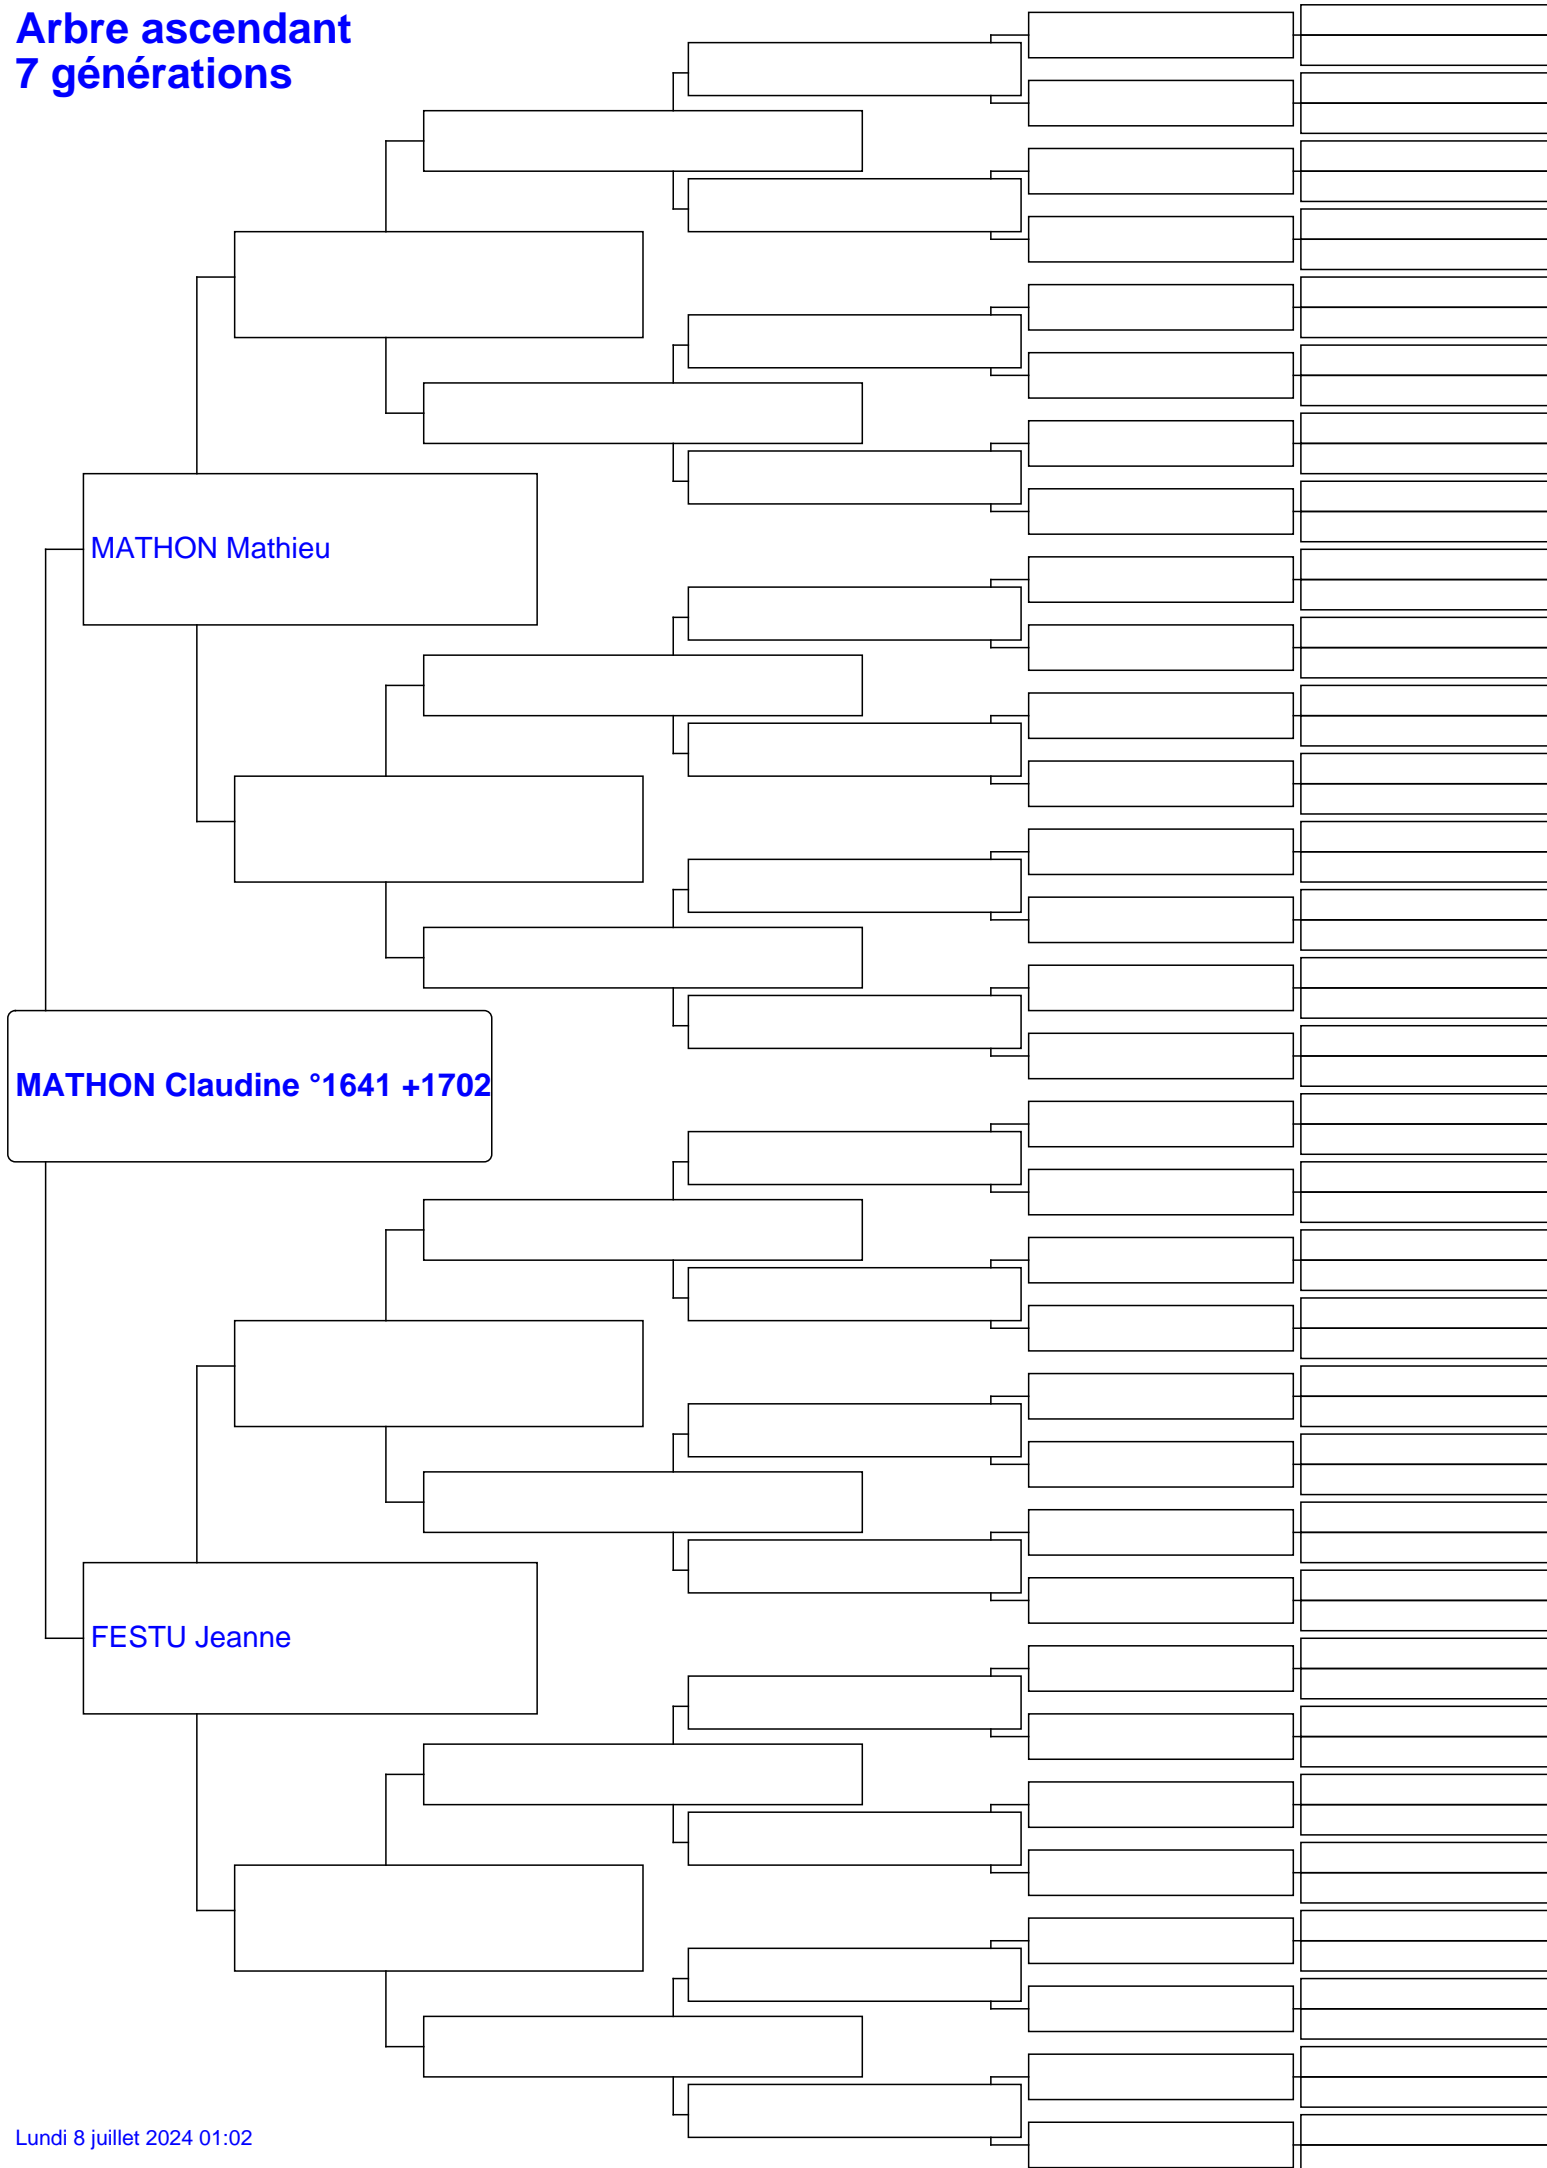 Arbre ascendant
7 générations
MATHON Mathieu
MATHON Claudine °1641 +1702
FESTU Jeanne
Lundi 8 juillet 2024 01:02